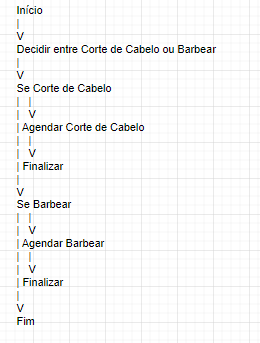 Início
|
V
Decidir entre Corte de Cabelo ou Barbear
|
V
Se Corte de Cabelo
| |
| V
| Agendar Corte de Cabelo
| |
| V
| Finalizar
|
V
Se Barbear
| |
| V
| Agendar Barbear
| |
| V
| Finalizar
|
V
Fim